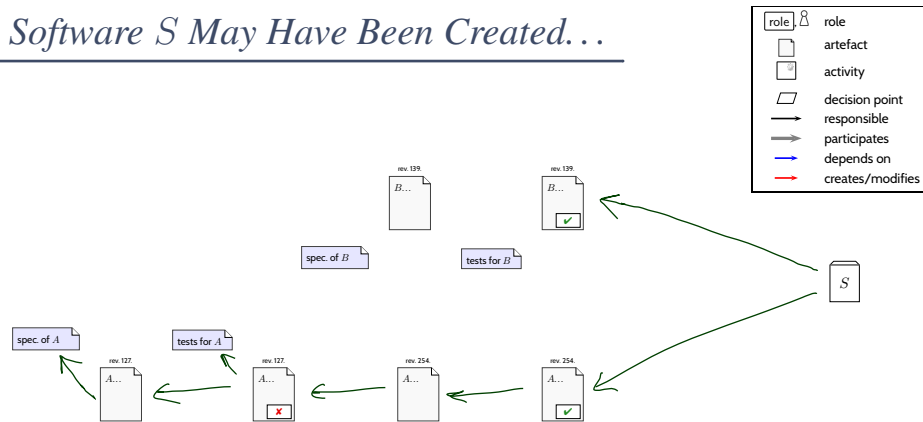 Software S May Have Been Created...
role , role
artefact
activity
decision point
responsible
participates
depends on
creates/modifies
rev. 139.
B...
rev. 139.
B...
✔
spec. of B
tests for B
S
spec. of A
tests for A
rev. 127.
A...
rev. 127.
A...
✘
rev. 254.
A...
rev. 254.
A...
✔